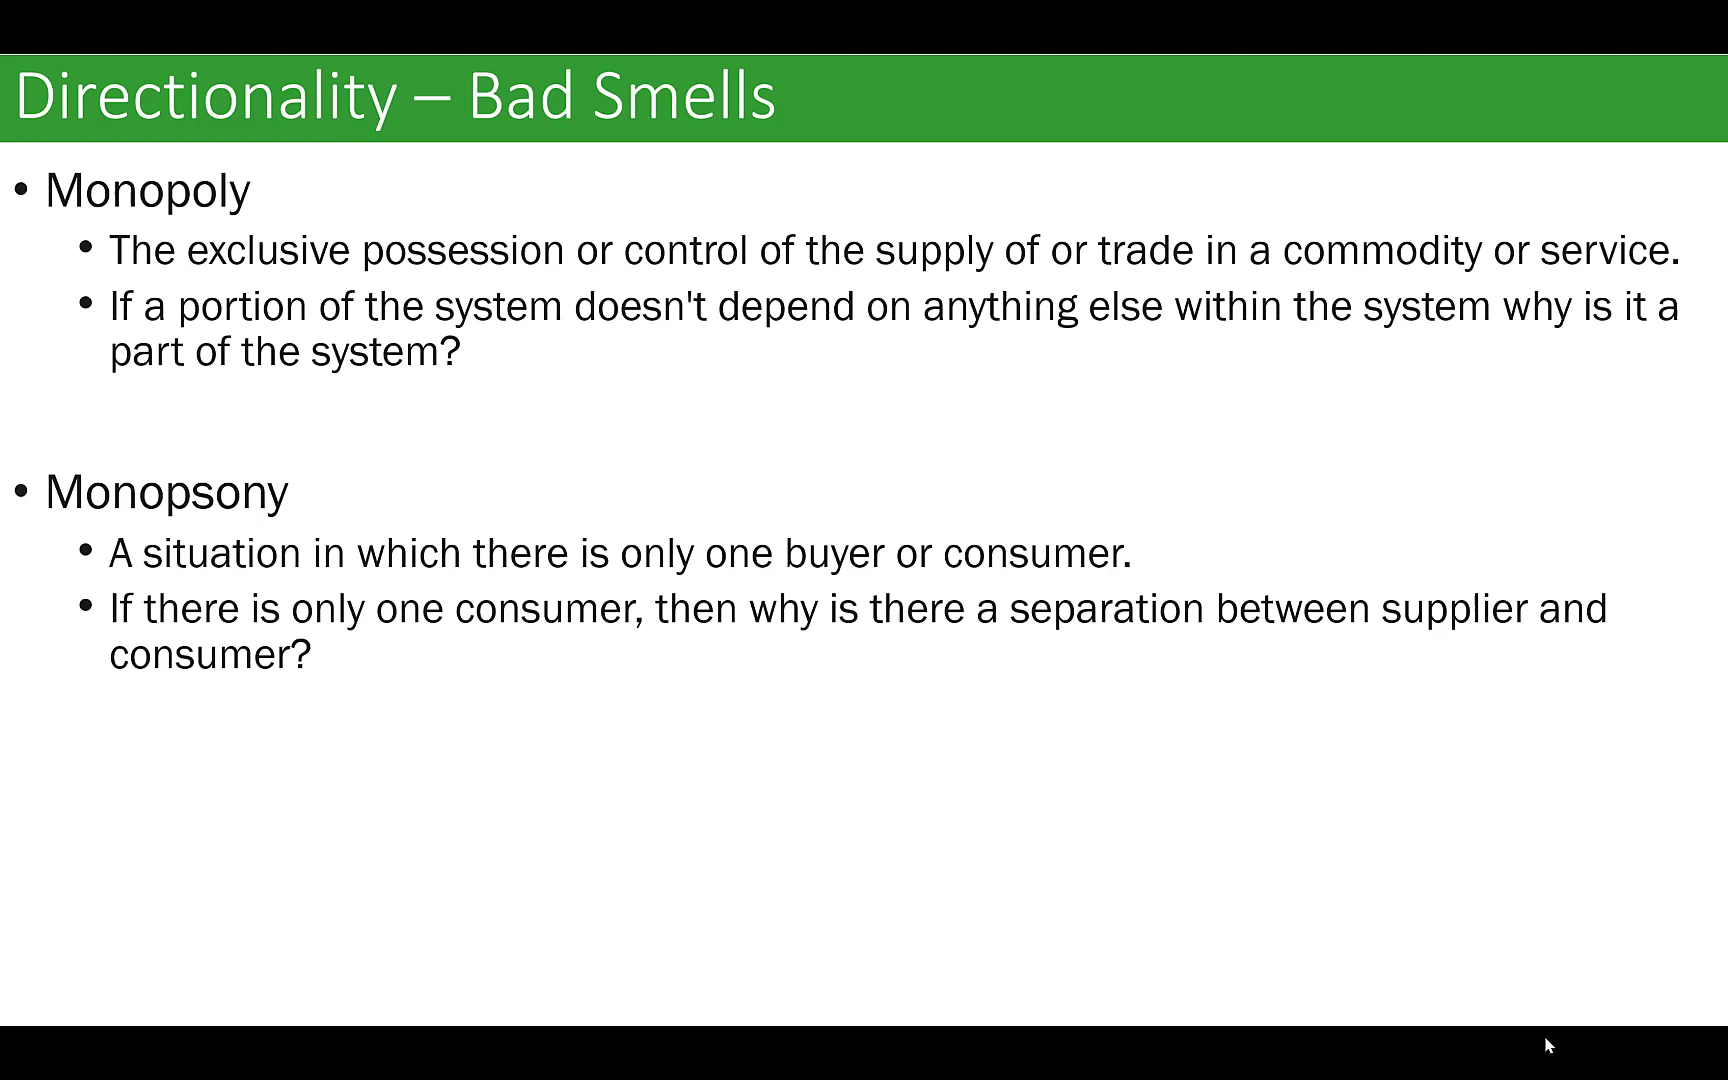 Directionality – Bad Smells
• Monopoly
• The exclusive possession or control of the supply of or trade in a commodity or service.
• If a portion of the system doesn't depend on anything else within the system why is it a
part of the system?
• Monopsony
• A situation in which there is only one buyer or consumer.
• If there is only one consumer, then why is there a separation between supplier and
consumer?